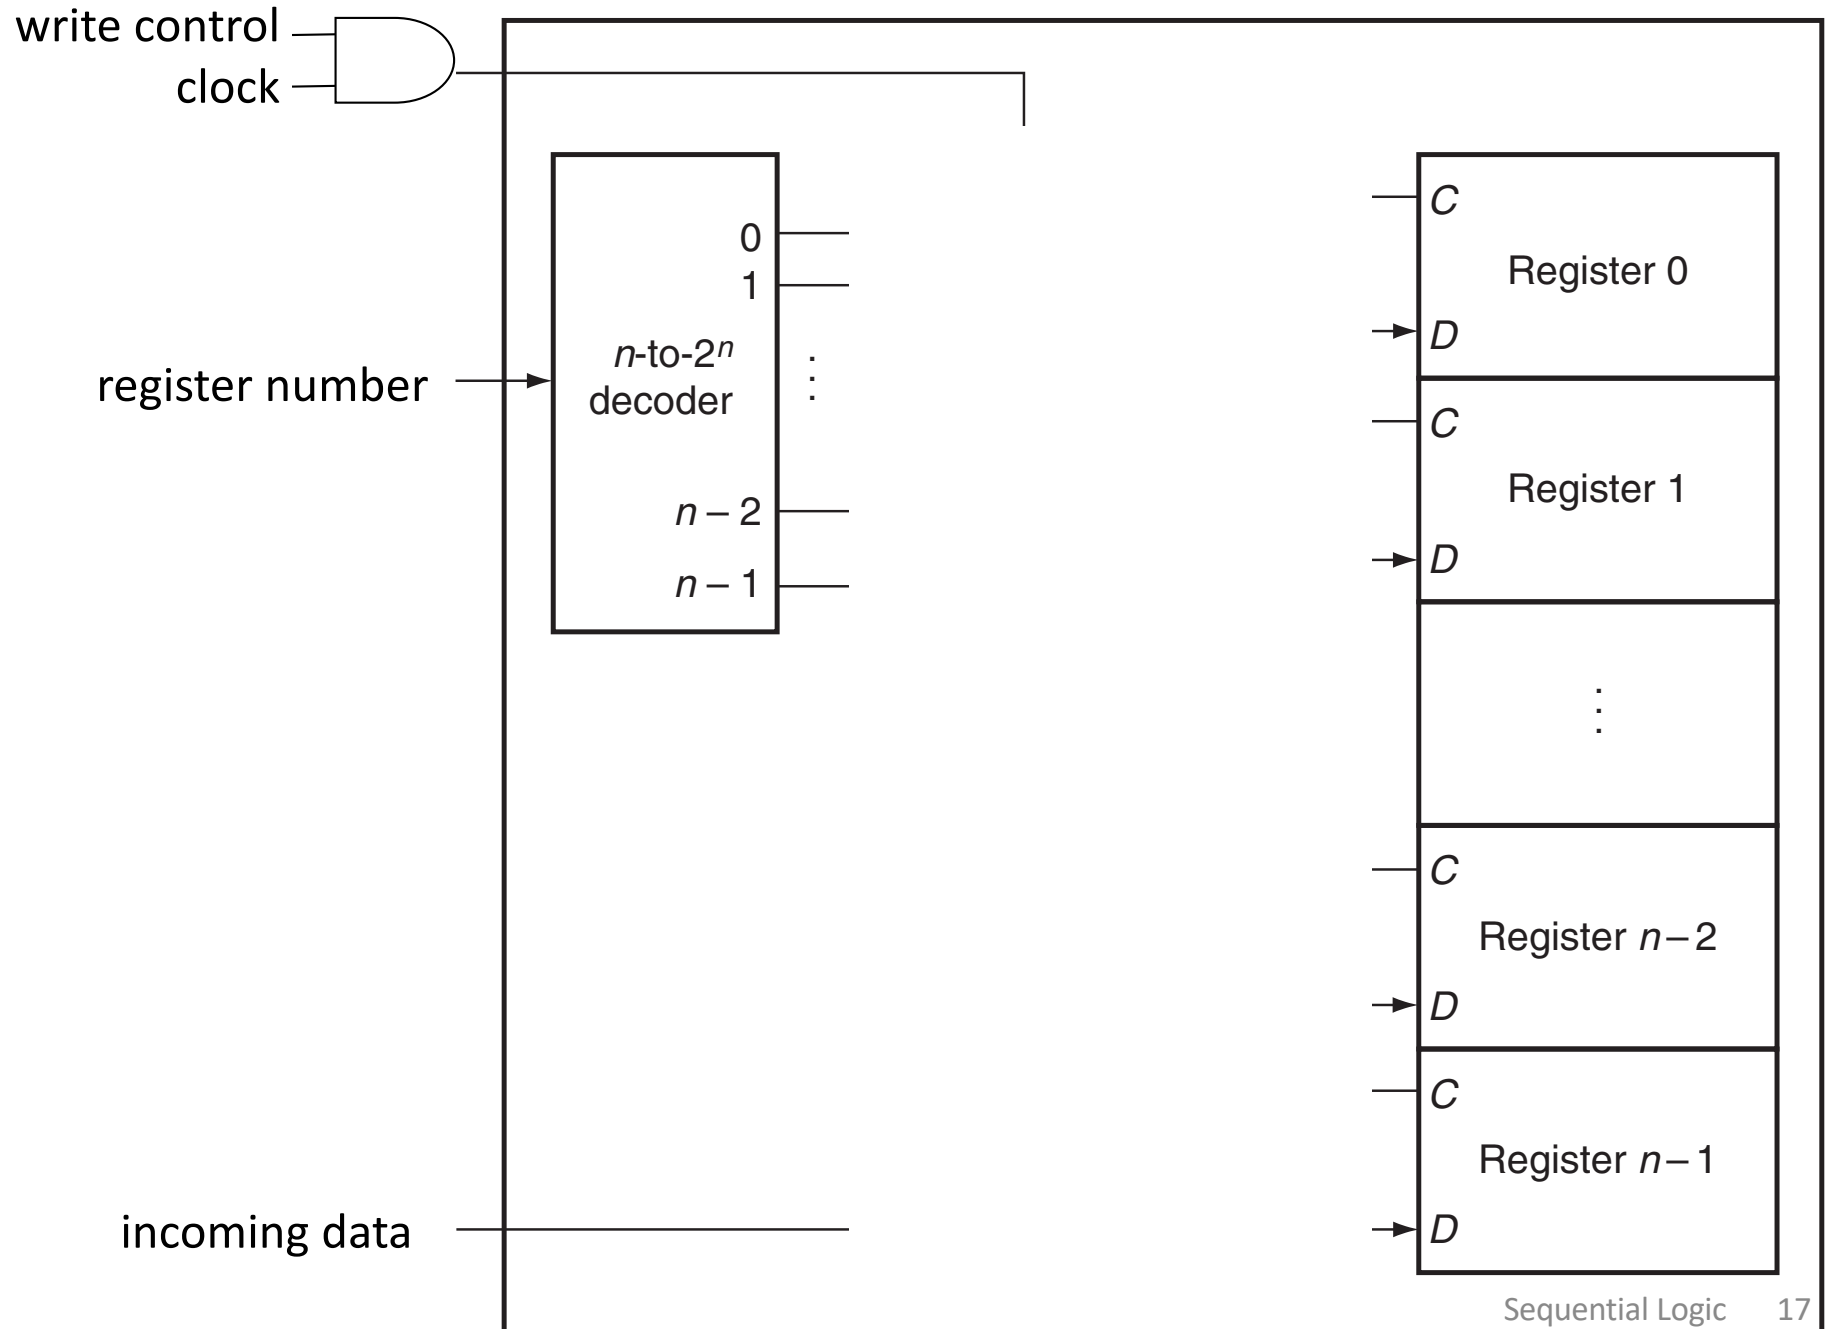 write control
clock
register number
incoming data
0
1
n-to-2ⁿ
decoder
⋮
n – 2
n – 1
C
Register 0
D
C
Register 1
D
⋮
C
Register n – 2
D
C
Register n – 1
D
Sequential Logic 17